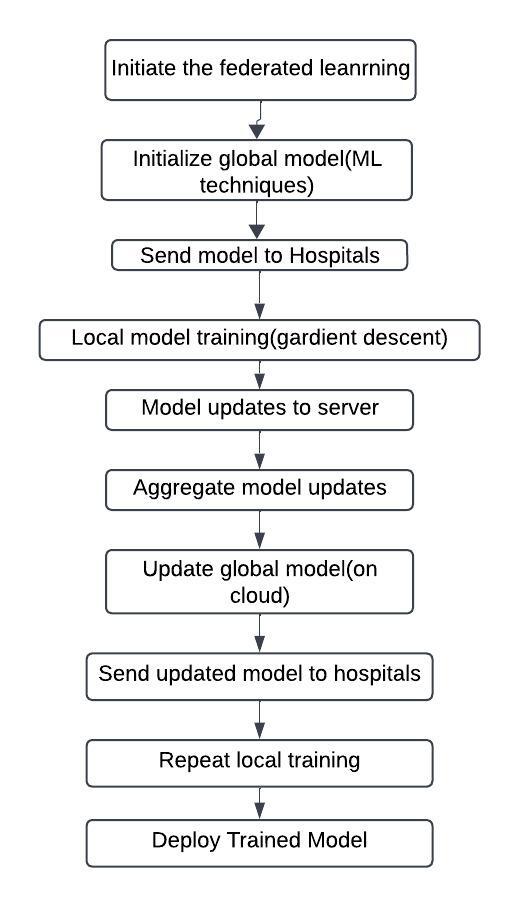 Initiate the federated leanrning
Initialize global model(ML
techniques)
Send model to Hospitals
Local model training(gardient descent)
Model updates to server
Aggregate model updates
Update global model(on
cloud)
Send updated model to hospitals
Repeat local training
Deploy Trained Model